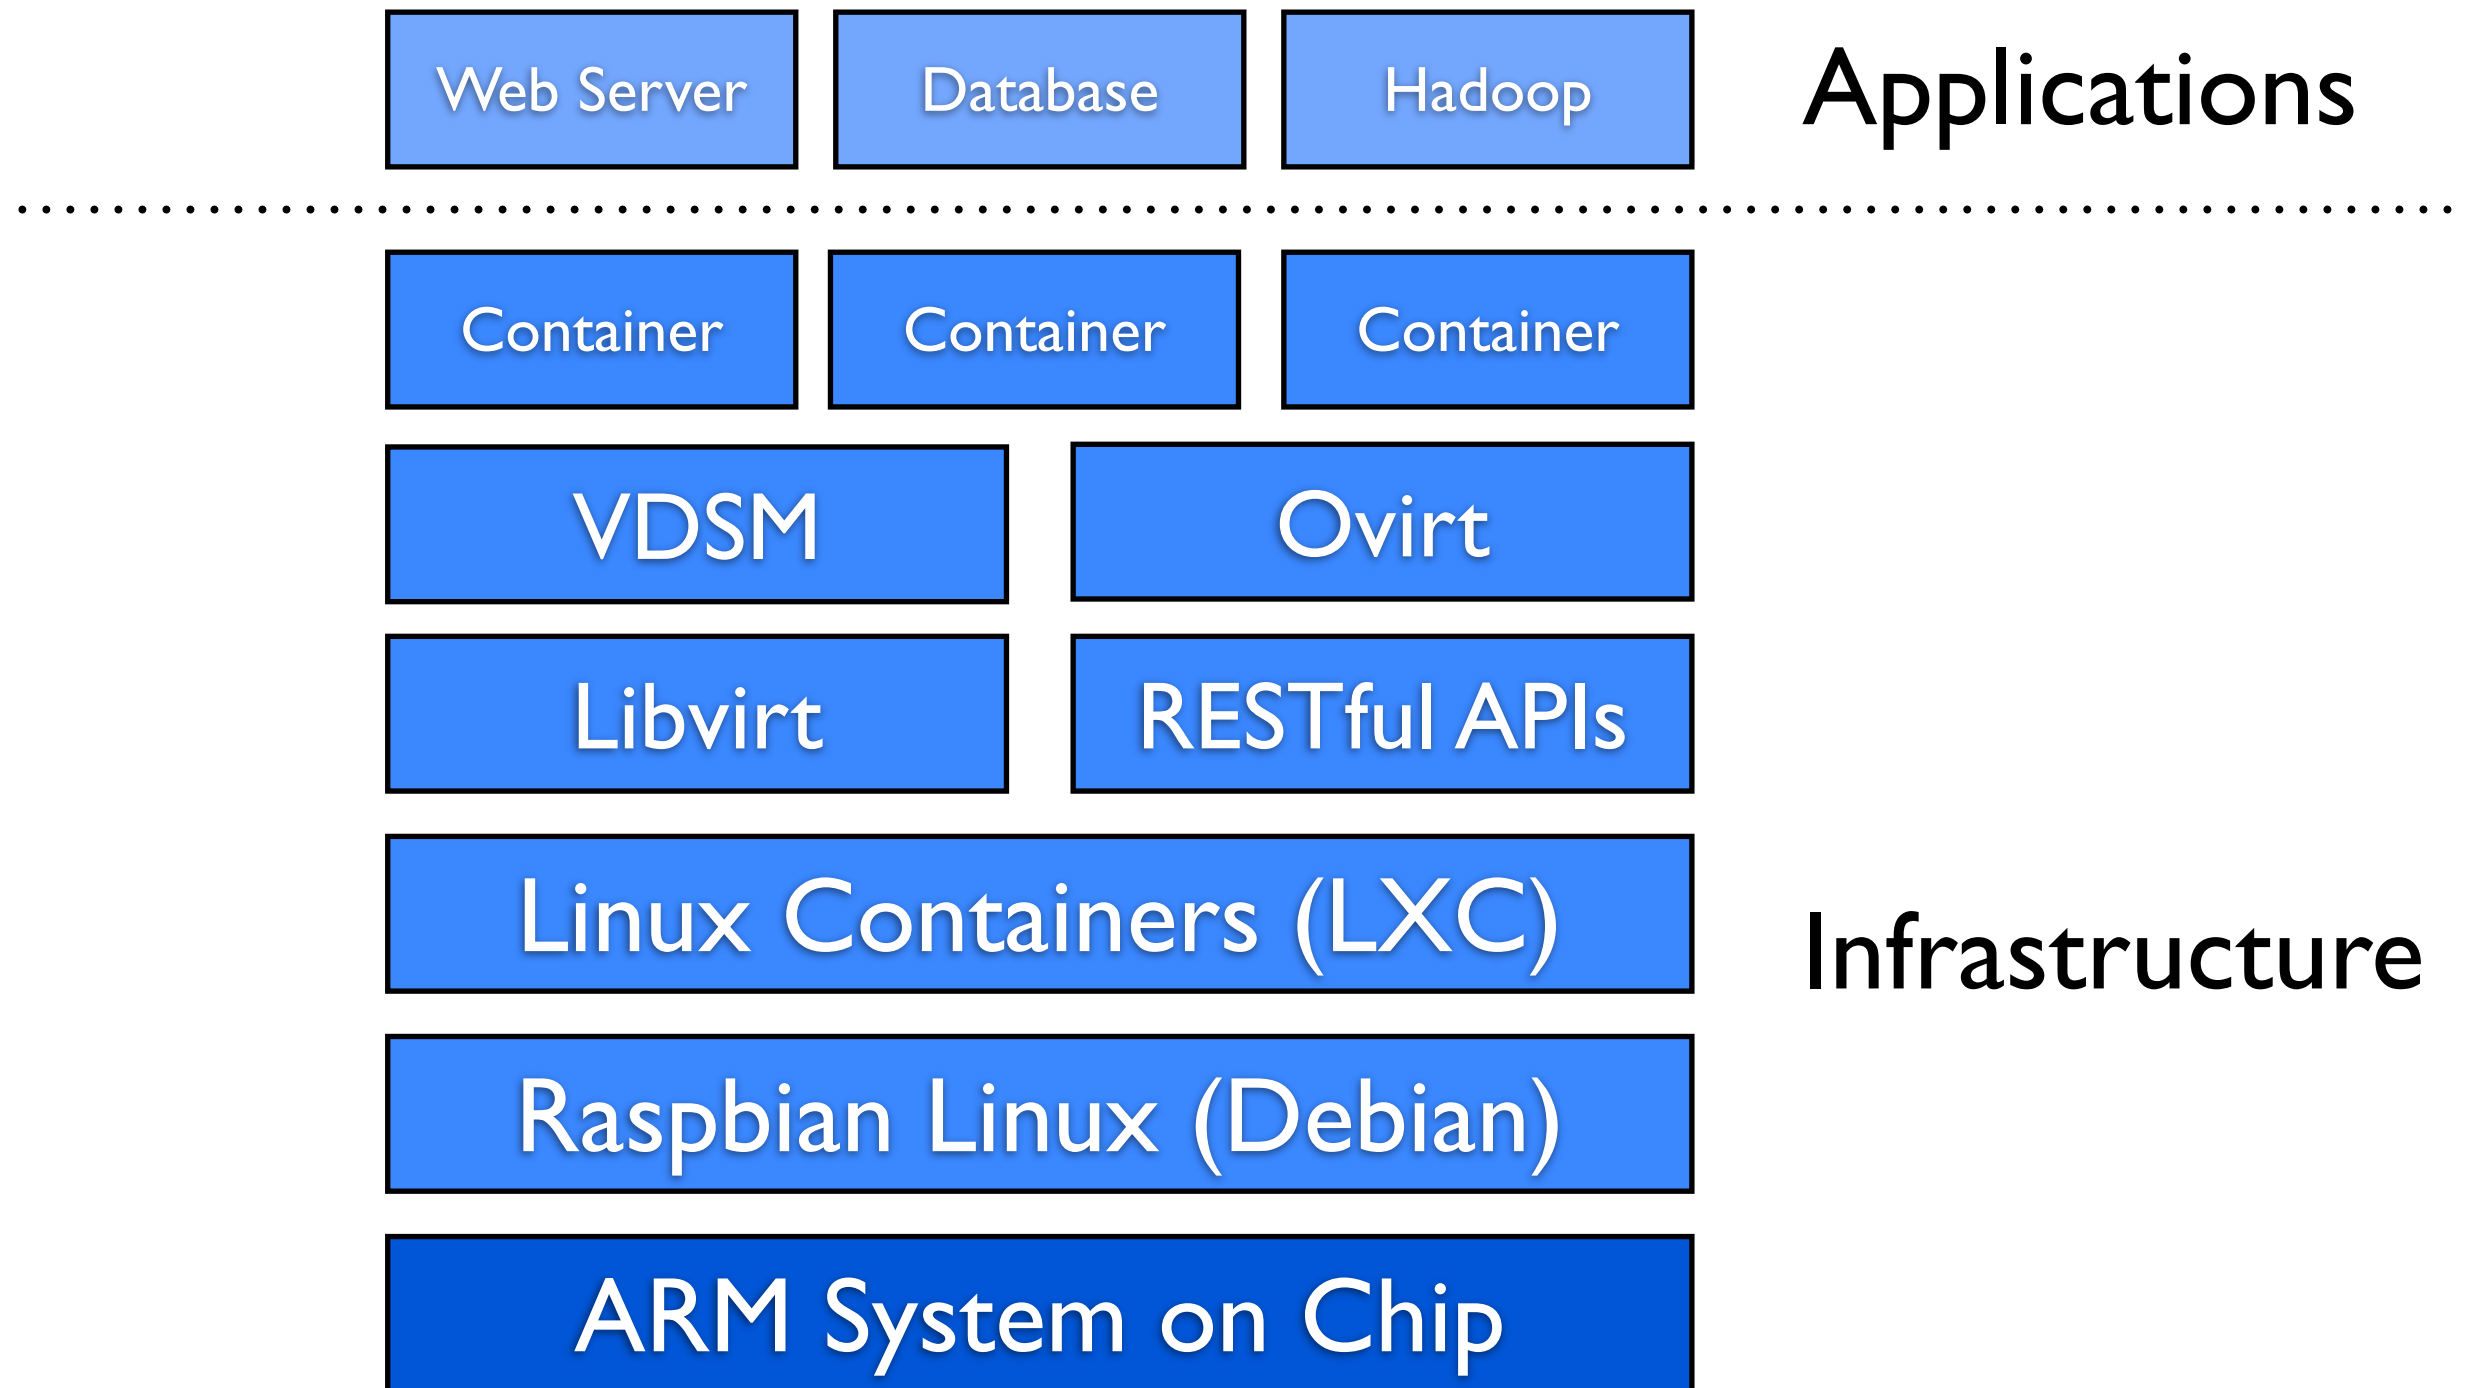 Web Server
Database
Hadoop
Applications
Container
Container
Container
VDSM
Ovirt
Libvirt
RESTful APIs
Linux Containers (LXC)
Infrastructure
Raspbian Linux (Debian)
ARM System on Chip